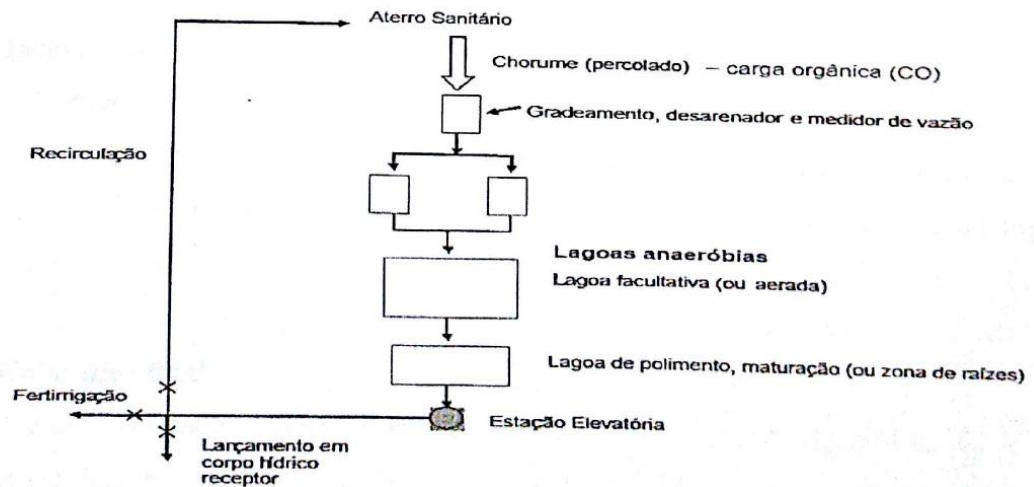 Aterro Sanitário
Chorume (percolado) – carga orgânica (CO)
Gradeamento, desarenador e medidor de vazão
Recirculação
Lagoas anaeróbias
Lagoa facultativa (ou aerada)
Lagoa de polimento, maturação (ou zona de raízes)
Fertirrigação
Estação Elevatória
Lançamento em
corpo hídrico
receptor